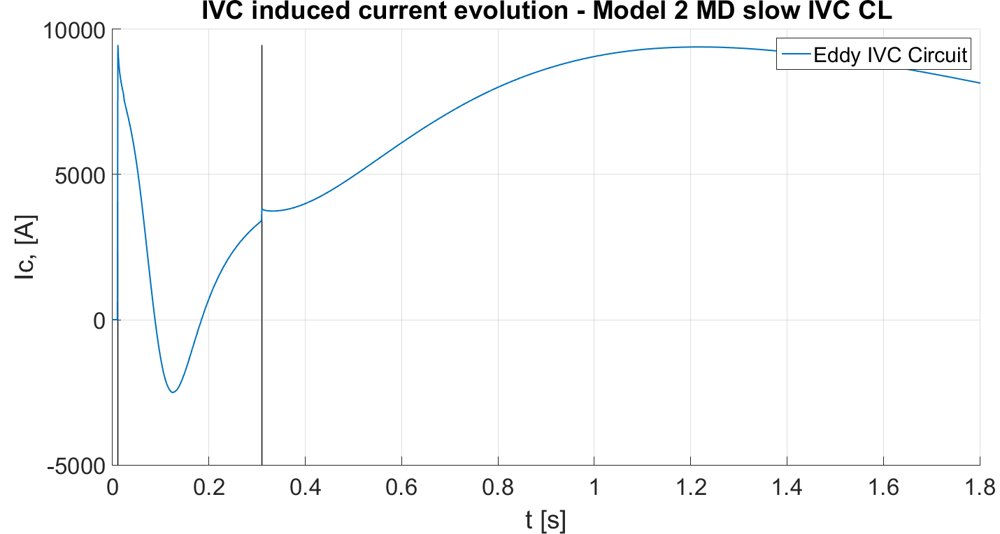 IVC induced current evolution - Model 2 MD slow IVC CL
10000
5000
0
-5000
Ic, [A]
Eddy IVC Circuit
0 0.2 0.4 0.6 0.8 1 1.2 1.4 1.6 1.8
t [s]